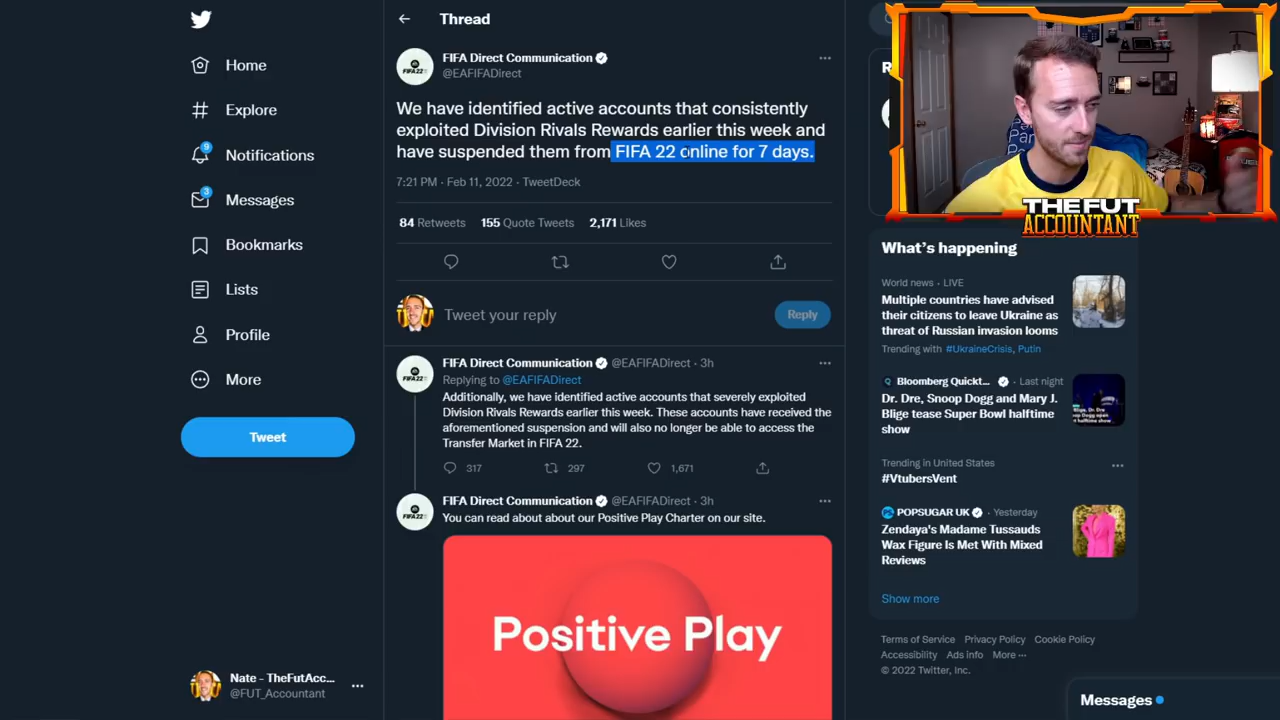 Thread
Home
Explore
9
Notifications
3
Messages
Bookmarks
Lists
Profile
More
Tweet
Nate - TheFutAcc...
@FUT_Accountant
FIFA 22
FIFA Direct Communication
@EAFIFADirect
We have identified active accounts that consistently
exploited Division Rivals Rewards earlier this week and
have suspended them from FIFA 22 online for 7 days.
7:21 PM · Feb 11, 2022 · TweetDeck
84 Retweets 155 Quote Tweets 2,171 Likes
Tweet your reply
Reply
FIFA 22
FIFA Direct Communication @EAFIFADirect · 3h
Replying to @EAFIFADirect
Additionally, we have identified active accounts that severely exploited
Division Rivals Rewards earlier this week. These accounts have received the
aforementioned suspension and will also no longer be able to access the
Transfer Market in FIFA 22.
317 297 1,671
FIFA 22
FIFA Direct Communication @EAFIFADirect · 3h
You can read about about our Positive Play Charter on our site.
Positive Play
R
THE FUT
ACCOUNTANT
What's happening
World news · LIVE
Multiple countries have advised
their citizens to leave Ukraine as
threat of Russian invasion looms
Trending with #UkraineCrisis, Putin
Bloomberg Quickt... · Last night
Dr. Dre, Snoop Dogg and Mary J.
Blige tease Super Bowl halftime
show
Trending in United States
#VtubersVent
POPSUGAR UK · Yesterday
Zendaya's Madame Tussauds
Wax Figure Is Met With Mixed
Reviews
Show more
Terms of Service Privacy Policy Cookie Policy
Accessibility Ads info More ···
© 2022 Twitter, Inc.
Messages